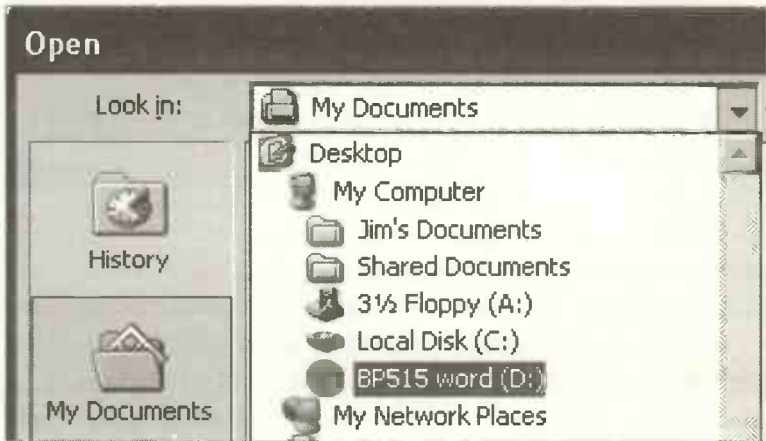 Open
Look in:
My Documents
Desktop
My Computer
Jim's Documents
Shared Documents
3½ Floppy (A:)
Local Disk (C:)
BP515 word (D:)
My Network Places
History
My Documents